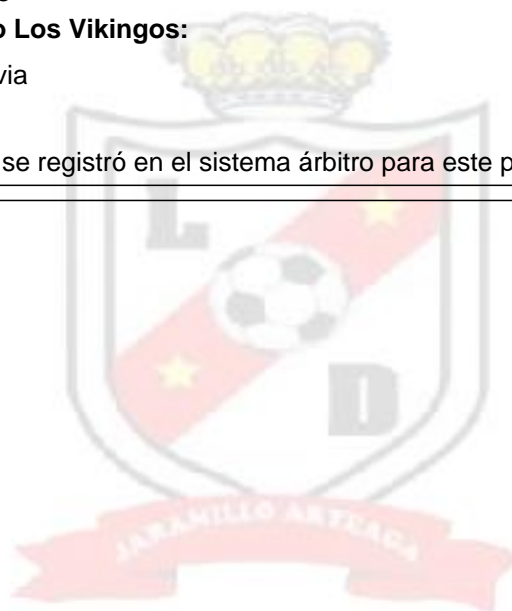 o Los Vikingos:
via
se registró en el sistema árbitro para este p
L
D
JARAMILLO ARTEAGA